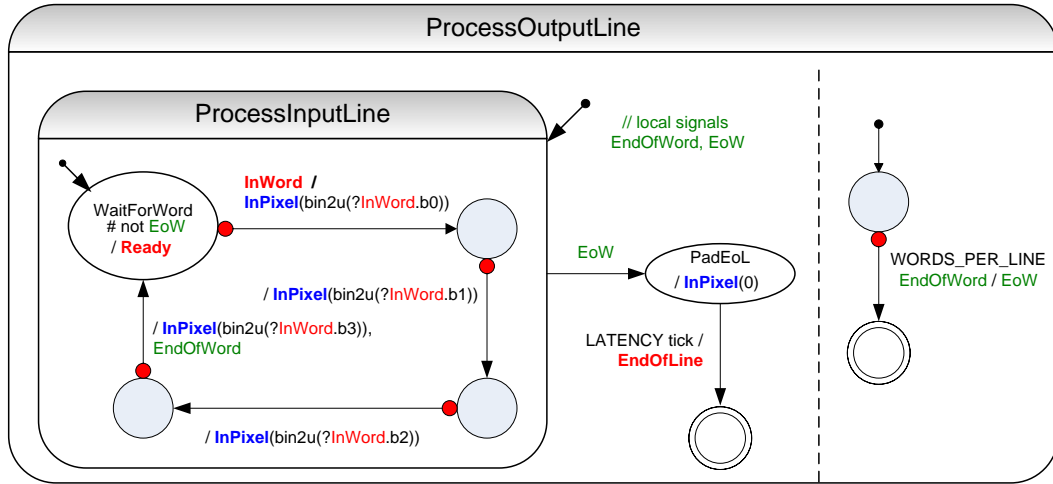 ProcessOutputLine
ProcessInputLine
// local signals
EndOfWord, EoW
InWord /
InPixel(bin2u(?InWord.b0))
WaitForWord
# not EoW
/ Ready
/ InPixel(bin2u(?InWord.b1))
/ InPixel(bin2u(?InWord.b3)),
EndOfWord
/ InPixel(bin2u(?InWord.b2))
EoW
PadEoL
/ InPixel(0)
LATENCY tick /
EndOfLine
WORDS_PER_LINE
EndOfWord / EoW